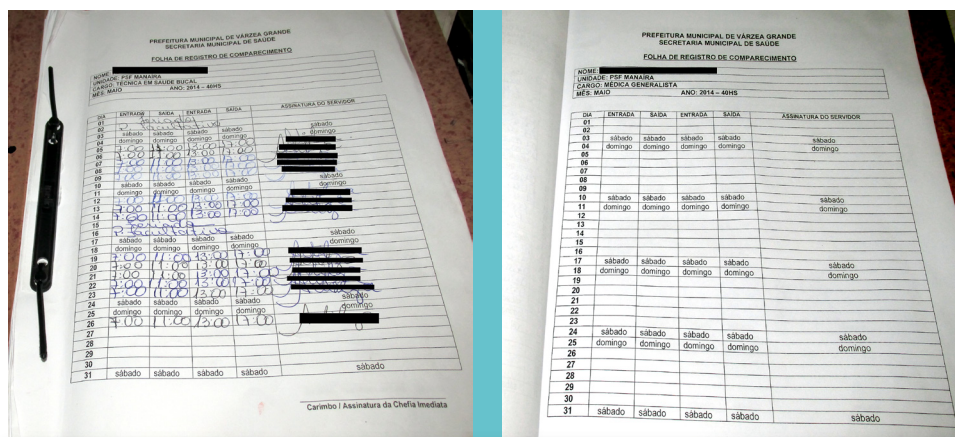 PREFEITURA MUNICIPAL DE VÁRZEA GRANDE
SECRETARIA MUNICIPAL DE SAÚDE
FOLHA DE REGISTRO DE COMPARECIMENTO
NOME:
UNIDADE: PSF MANAIRA
CARGO: TÉCNICA EM SAÚDE BUCAL
MÊS: MAIO ANO: 2014 – 40HS
DIA ENTRADA SAÍDA ENTRADA SAÍDA ASSINATURA DO SERVIDOR
01
02
03 sábado sábado sábado sábado sábado
04 domingo domingo domingo domingo domingo
05 7:00 11:00 13:00 17:00
06 7:00 11:00 13:00 17:00
07
08
09
10 sábado sábado sábado sábado sábado
11 domingo domingo domingo domingo domingo
12
13 7:00 11:00 13:00 17:00
14 7:00 11:00 13:00 17:00
15
16
17 sábado sábado sábado sábado sábado
18 domingo domingo domingo domingo domingo
19 7:00 11:00 13:00 17:00
20 7:00 11:00 13:00 17:00
21 7:00 11:00 13:00 17:00
22 7:00 11:00 13:00 17:00
23 7:00 11:00 13:00 17:00
24 sábado sábado sábado sábado sábado
25 domingo domingo domingo domingo domingo
26 7:00 11:00 13:00 17:00
27
28
29
30
31 sábado sábado sábado sábado sábado
Carimbo / Assinatura da Chefia Imediata
PREFEITURA MUNICIPAL DE VÁRZEA GRANDE
SECRETARIA MUNICIPAL DE SAÚDE
FOLHA DE REGISTRO DE COMPARECIMENTO
NOME:
UNIDADE: PSF MANAÍRA
CARGO: MÉDICA GENERALISTA
MÊS: MAIO ANO: 2014 – 40HS
DIA ENTRADA SAÍDA ENTRADA SAÍDA ASSINATURA DO SERVIDOR
01
02
03 sábado sábado sábado sábado sábado
04 domingo domingo domingo domingo domingo
05
06
07
08
09
10 sábado sábado sábado sábado sábado
11 domingo domingo domingo domingo domingo
12
13
14
15
16
17 sábado sábado sábado sábado sábado
18 domingo domingo domingo domingo domingo
19
20
21
22
23
24 sábado sábado sábado sábado sábado
25 domingo domingo domingo domingo domingo
26
27
28
29
30
31 sábado sábado sábado sábado sábado